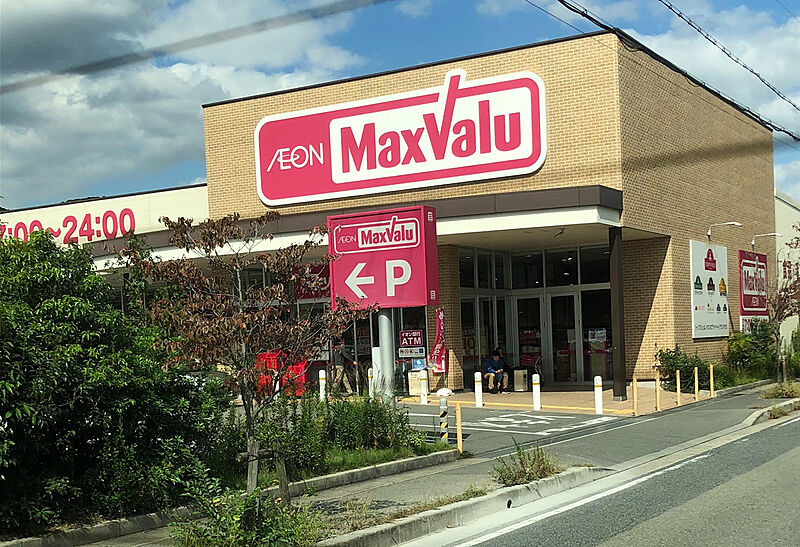 ÆON MaxValu
7:00~24:00
ÆON MaxValu
←P
イオン銀行
ATM